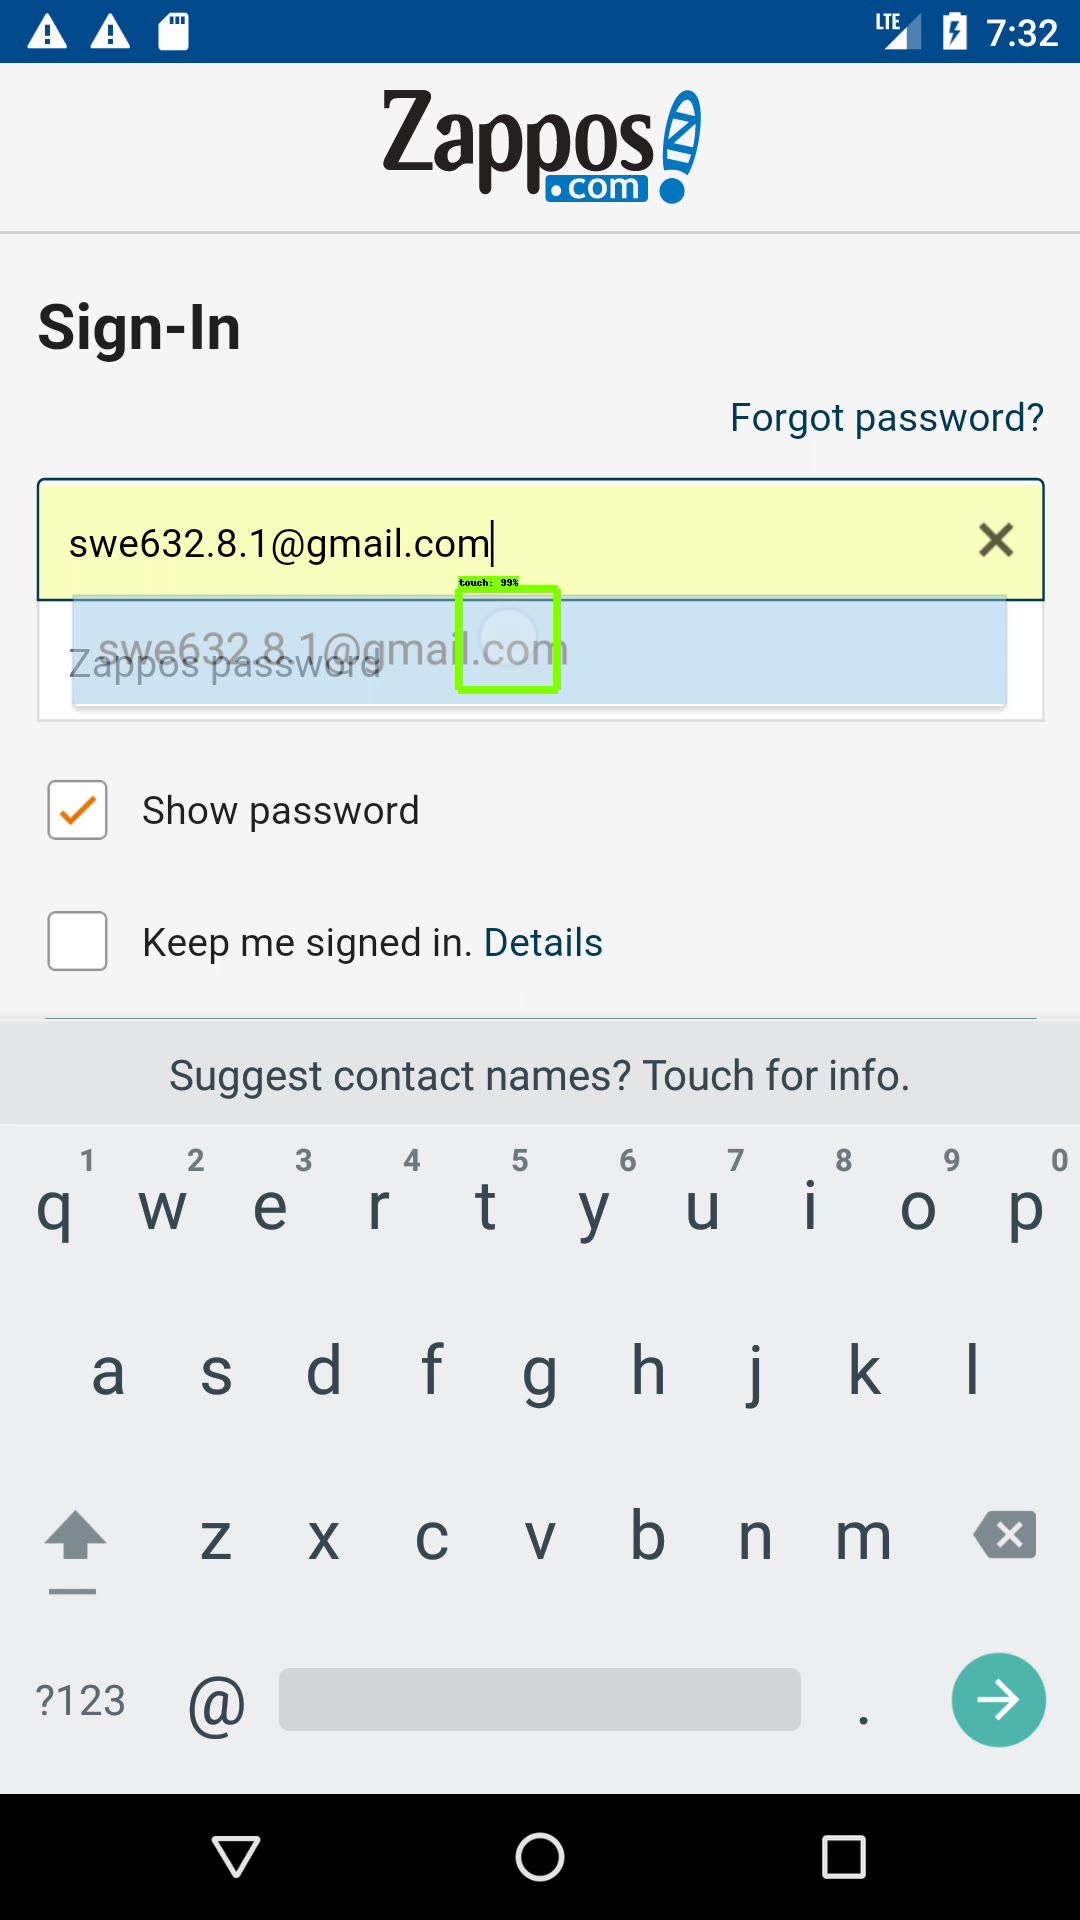 LTE 7:32
Zappos
.com
Sign-In
Forgot password?
swe632.8.1@gmail.com
touch: 99%
swe632.8.1@gmail.com
Zappos password
Show password
Keep me signed in. Details
Suggest contact names? Touch for info.
1 2 3 4 5 6 7 8 9 0
q w e r t y u i o p
a s d f g h j k l
z x c v b n m
?123 @ .